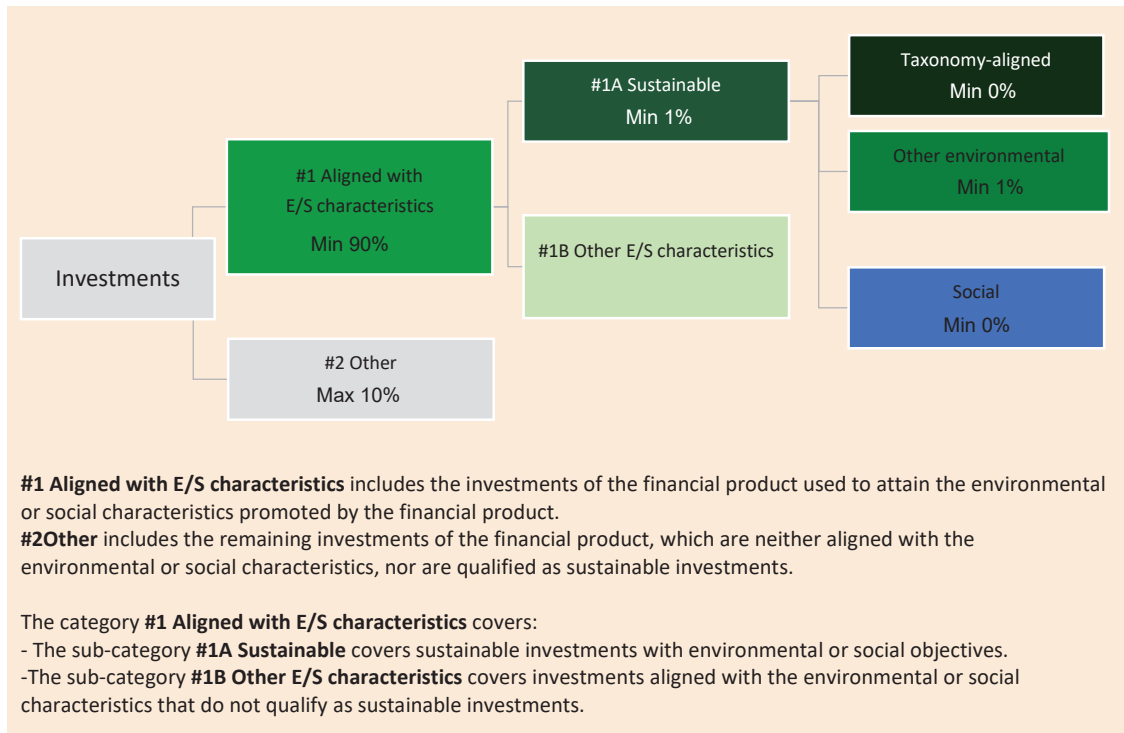 Investments
#1 Aligned with
E/S characteristics
Min 90%
#2 Other
Max 10%
#1A Sustainable
Min 1%
#1B Other E/S characteristics
Taxonomy-aligned
Min 0%
Other environmental
Min 1%
Social
Min 0%
#1 Aligned with E/S characteristics includes the investments of the financial product used to attain the environmental
or social characteristics promoted by the financial product.
#2Other includes the remaining investments of the financial product, which are neither aligned with the
environmental or social characteristics, nor are qualified as sustainable investments.
The category #1 Aligned with E/S characteristics covers:
- The sub-category #1A Sustainable covers sustainable investments with environmental or social objectives.
-The sub-category #1B Other E/S characteristics covers investments aligned with the environmental or social
characteristics that do not qualify as sustainable investments.